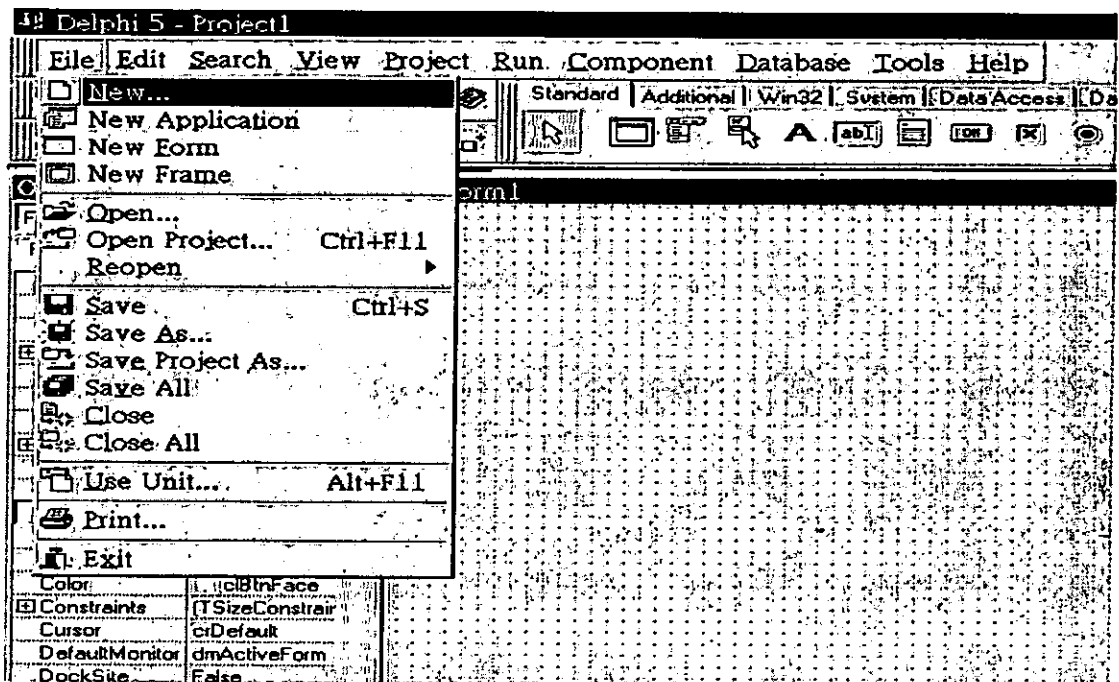 Delphi 5 - Project1
File Edit Search View Project Run Component Database Tools Help
Standard Additional Win32 System Data Access Da
New...
New Application
New Form
New Frame
orm1
Open...
Open Project... Ctrl+F11
Reopen
Save Ctrl+S
Save As...
Save Project As...
Save All
Close
Close All
Use Unit... Alt+F11
Print...
Exit
Color clBtnFace
Constraints (TSizeConstrair
Cursor crDefault
DefaultMonitor dmActiveForm
DockSite False